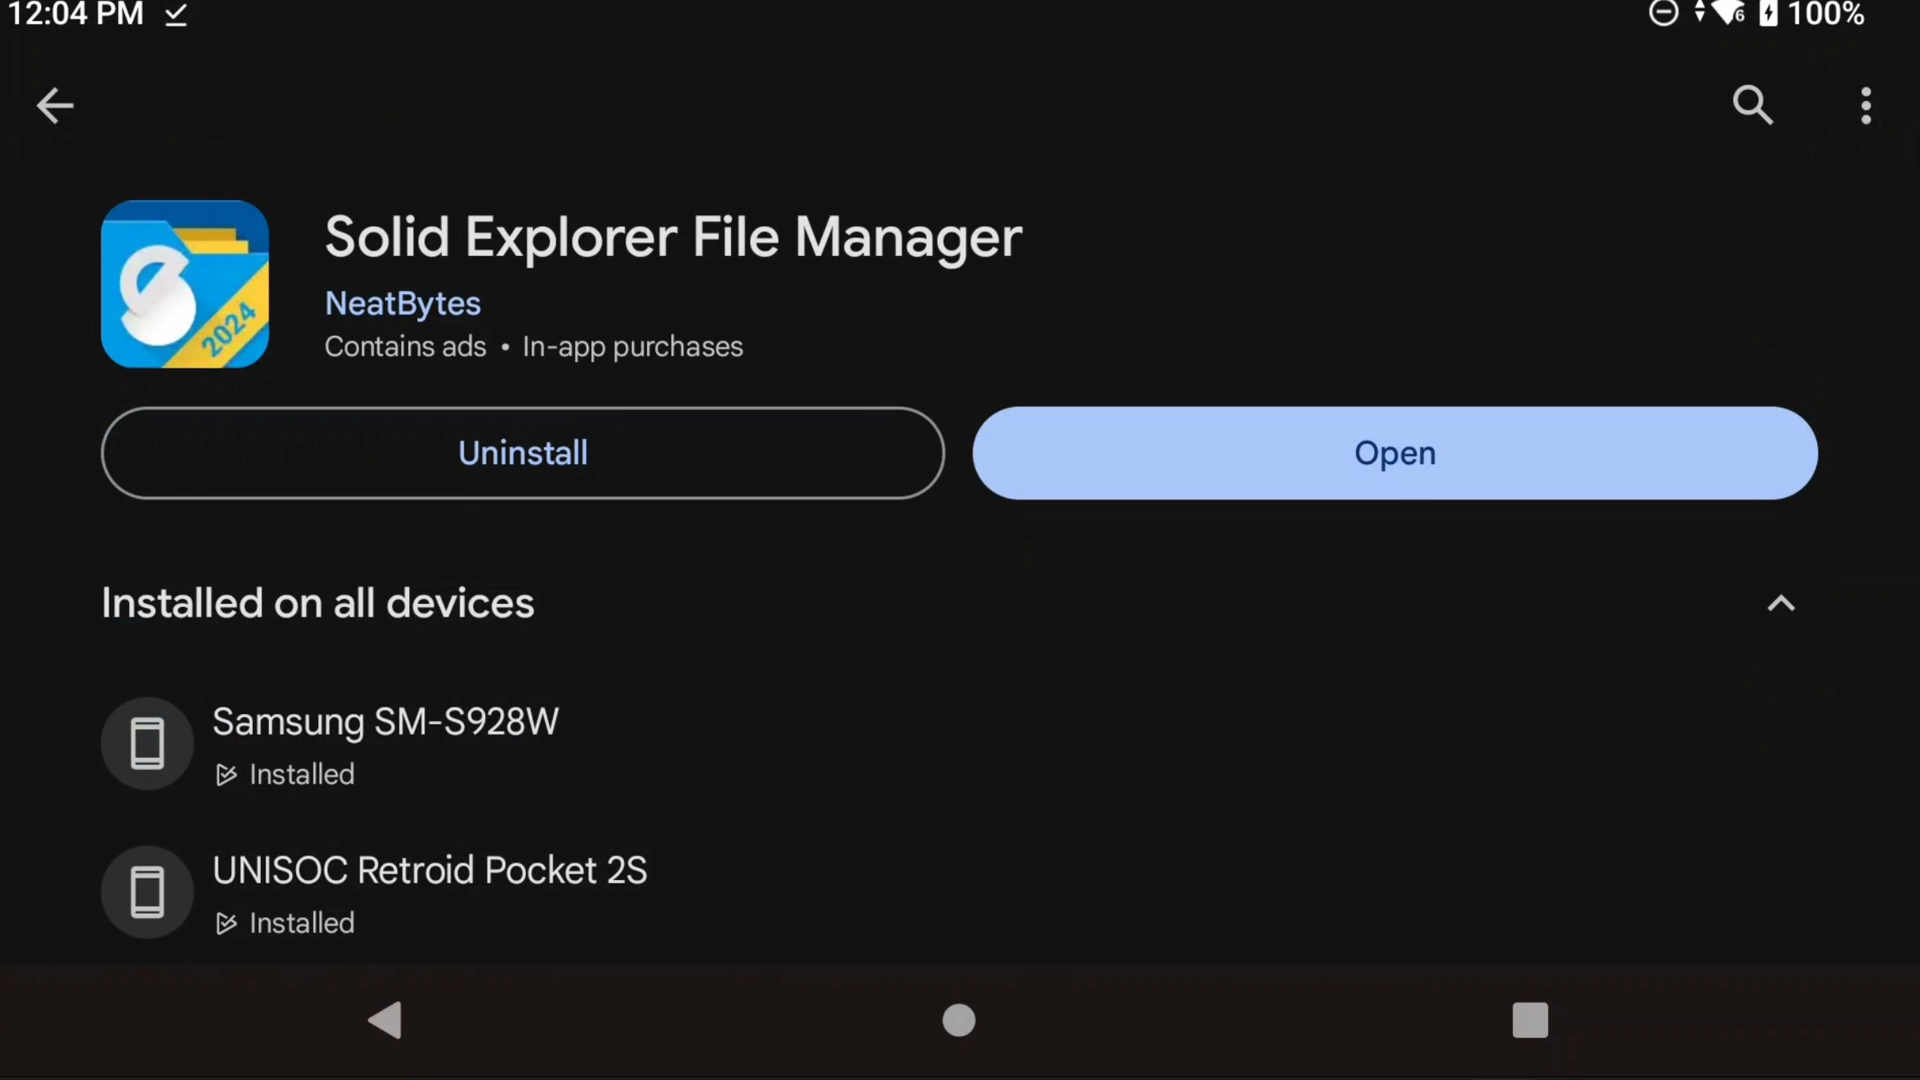 12:04 PM
6 100%
Solid Explorer File Manager
2024
NeatBytes
Contains ads • In-app purchases
Uninstall
Open
Installed on all devices
Samsung SM-S928W
Installed
UNISOC Retroid Pocket 2S
Installed